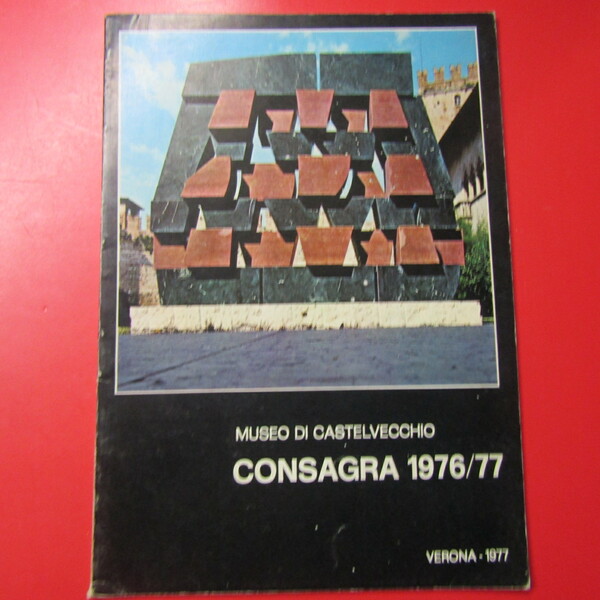 MUSEO DI CASTELVECCHIO
CONSAGRA 1976/77
VERONA - 1977